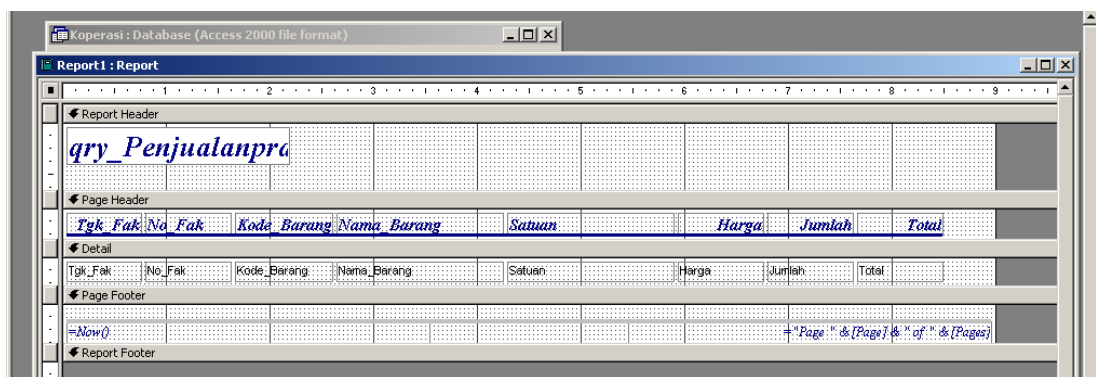 Koperasi : Database (Access 2000 file format)
Report1 : Report
1 2 3 4 5 6 7 8 9
Report Header
qry_Penjualanpra
Page Header
Tgk_Fak No_Fak Kode_Barang Nama_Barang Satuan Harga Jumlah Total
Detail
Tgk_Fak No_Fak Kode_Barang Nama_Barang Satuan Harga Jumlah Total
Page Footer
=Now() ="Page " & [Page] & " of " & [Pages]
Report Footer